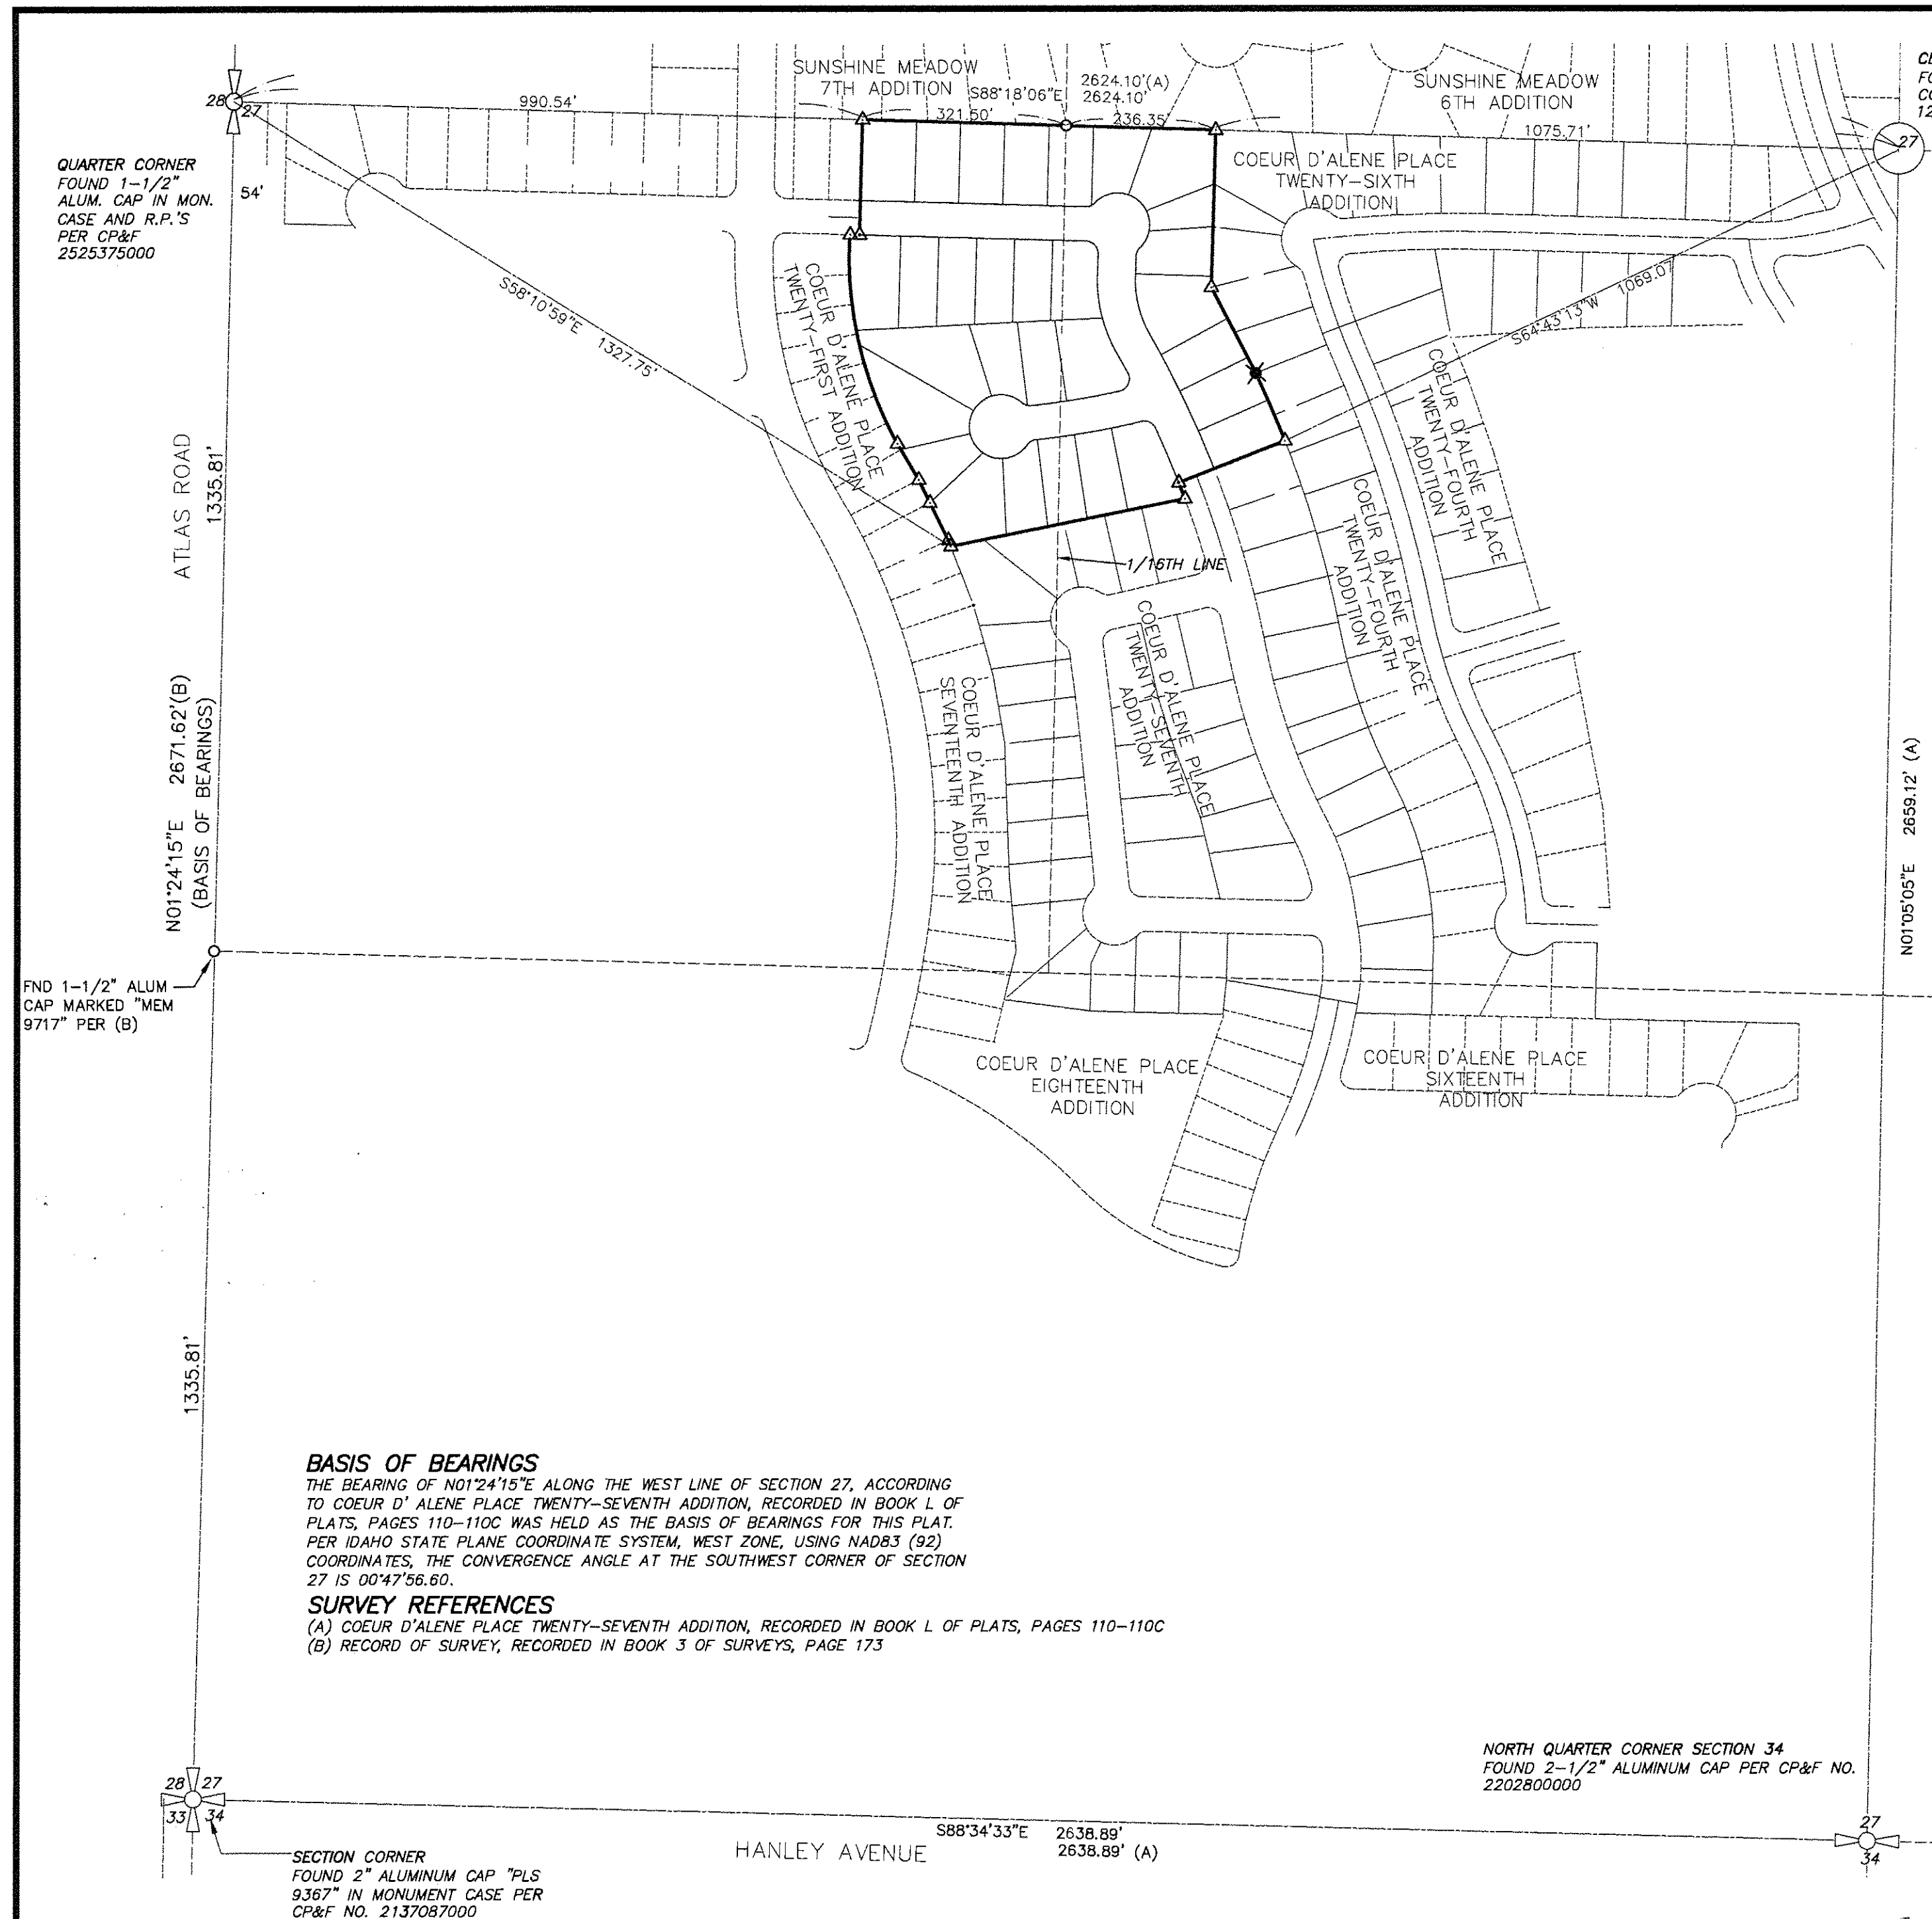 SUNSHINE MEADOW
7TH ADDITION
S88°18'06"E
2624.10'(A)
2624.10'
SUNSHINE MEADOW
6TH ADDITION
28
27
990.54'
321.50'
236.35'
1075.71'
27
12
QUARTER CORNER
FOUND 1-1/2"
ALUM. CAP IN MON.
CASE AND R.P.'S
PER CP&F
2525375000
54'
COEUR D'ALENE PLACE
TWENTY-SIXTH
ADDITION
S58°10'59"E 1327.75'
S64°43'13"W 1069.07'
COEUR D'ALENE PLACE
TWENTY-FIRST ADDITION
COEUR D'ALENE PLACE
TWENTY-FOURTH
ADDITION
COEUR D'ALENE PLACE
TWENTY-FOURTH
ADDITION
ATLAS ROAD
1335.81'
1/16TH LINE
COEUR D'ALENE PLACE
TWENTY-SEVENTH
ADDITION
COEUR D'ALENE PLACE
SEVENTEENTH ADDITION
N01°24'15"E 2671.62'(B)
(BASIS OF BEARINGS)
N01°05'05"E 2659.12' (A)
FND 1-1/2" ALUM
CAP MARKED "MEM
9717" PER (B)
COEUR D'ALENE PLACE
EIGHTEENTH
ADDITION
COEUR D'ALENE PLACE
SIXTEENTH
ADDITION
1335.81'
BASIS OF BEARINGS
THE BEARING OF N01°24'15"E ALONG THE WEST LINE OF SECTION 27, ACCORDING
TO COEUR D' ALENE PLACE TWENTY-SEVENTH ADDITION, RECORDED IN BOOK L OF
PLATS, PAGES 110-110C WAS HELD AS THE BASIS OF BEARINGS FOR THIS PLAT.
PER IDAHO STATE PLANE COORDINATE SYSTEM, WEST ZONE, USING NAD83 (92)
COORDINATES, THE CONVERGENCE ANGLE AT THE SOUTHWEST CORNER OF SECTION
27 IS 00°47'56.60.
SURVEY REFERENCES
(A) COEUR D'ALENE PLACE TWENTY-SEVENTH ADDITION, RECORDED IN BOOK L OF PLATS, PAGES 110-110C
(B) RECORD OF SURVEY, RECORDED IN BOOK 3 OF SURVEYS, PAGE 173
NORTH QUARTER CORNER SECTION 34
FOUND 2-1/2" ALUMINUM CAP PER CP&F NO.
2202800000
28 27
33 34
S88°34'33"E 2638.89'
2638.89' (A)
HANLEY AVENUE
27
34
SECTION CORNER
FOUND 2" ALUMINUM CAP "PLS
9367" IN MONUMENT CASE PER
CP&F NO. 2137087000